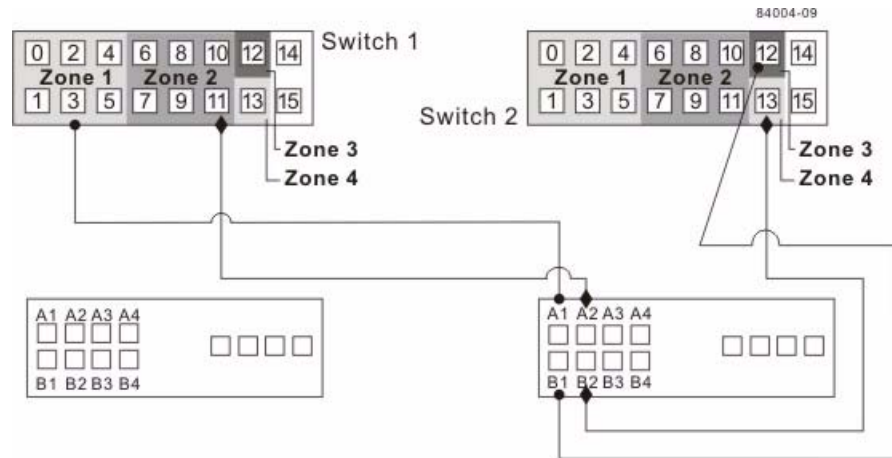 84004-09
0 2 4 6 8 10 12 14
Zone 1 Zone 2
1 3 5 7 9 11 13 15
Switch 1
Zone 3
Zone 4
0 2 4 6 8 10 12 14
Zone 1 Zone 2
1 3 5 7 9 11 13 15
Switch 2
Zone 3
Zone 4
A1 A2 A3 A4
B1 B2 B3 B4
A1 A2 A3 A4
B1 B2 B3 B4